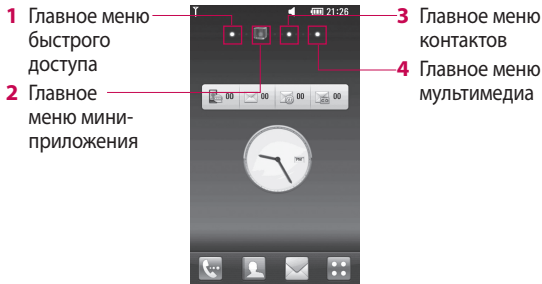 1 Главное меню
быстрого
доступа
2 Главное
меню мини-
приложения
21:26
00 00 00 00
PM
3 Главное меню
контактов
4 Главное меню
мультимедиа